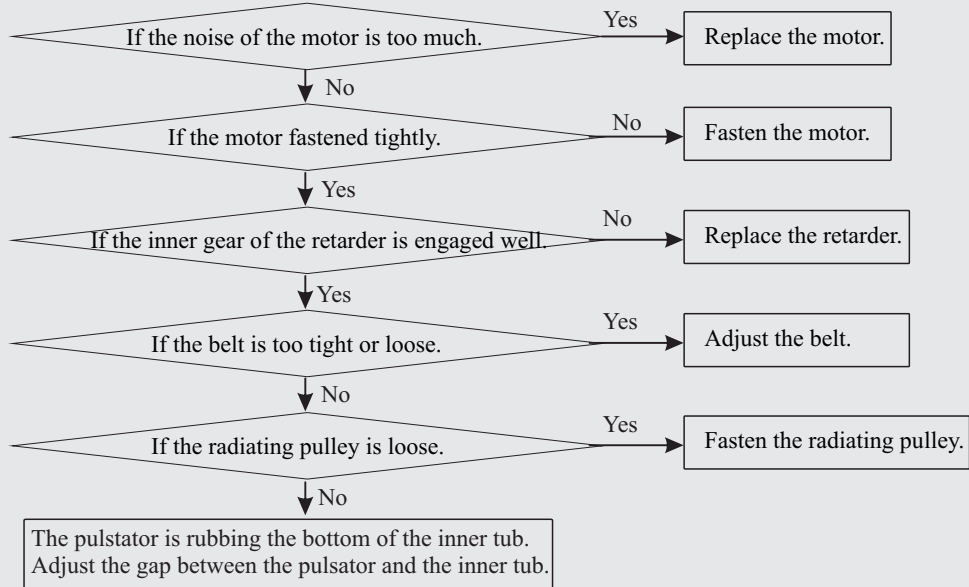 If the noise of the motor is too much.
Yes
Replace the motor.
No
If the motor fastened tightly.
No
Fasten the motor.
Yes
If the inner gear of the retarder is engaged well.
No
Replace the retarder.
Yes
If the belt is too tight or loose.
Yes
Adjust the belt.
No
If the radiating pulley is loose.
Yes
Fasten the radiating pulley.
No
The pulstator is rubbing the bottom of the inner tub.
Adjust the gap between the pulsator and the inner tub.